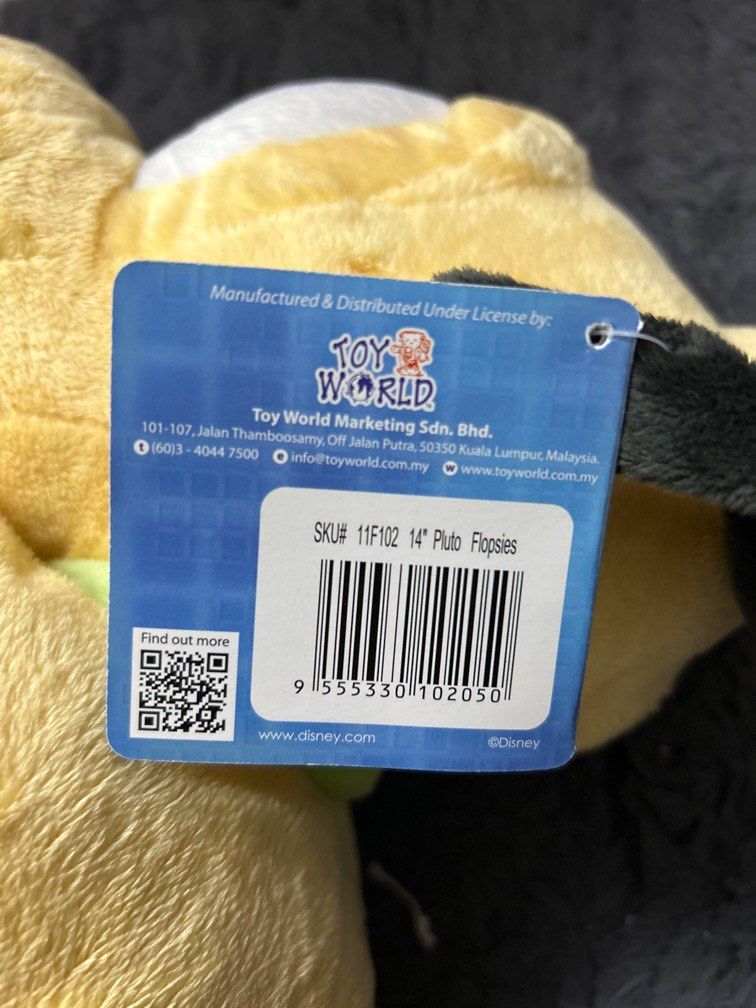 Manufactured & Distributed Under License by:
TOY
WORLD
Toy World Marketing Sdn. Bhd.
101-107, Jalan Thamboosamy, Off Jalan Putra, 50350 Kuala Lumpur, Malaysia.
t (60)3 - 4044 7500 e info@toyworld.com.my w www.toyworld.com.my
SKU# 11F102 14" Pluto Flopsies
9 555330 102050
Find out more
www.disney.com ©Disney